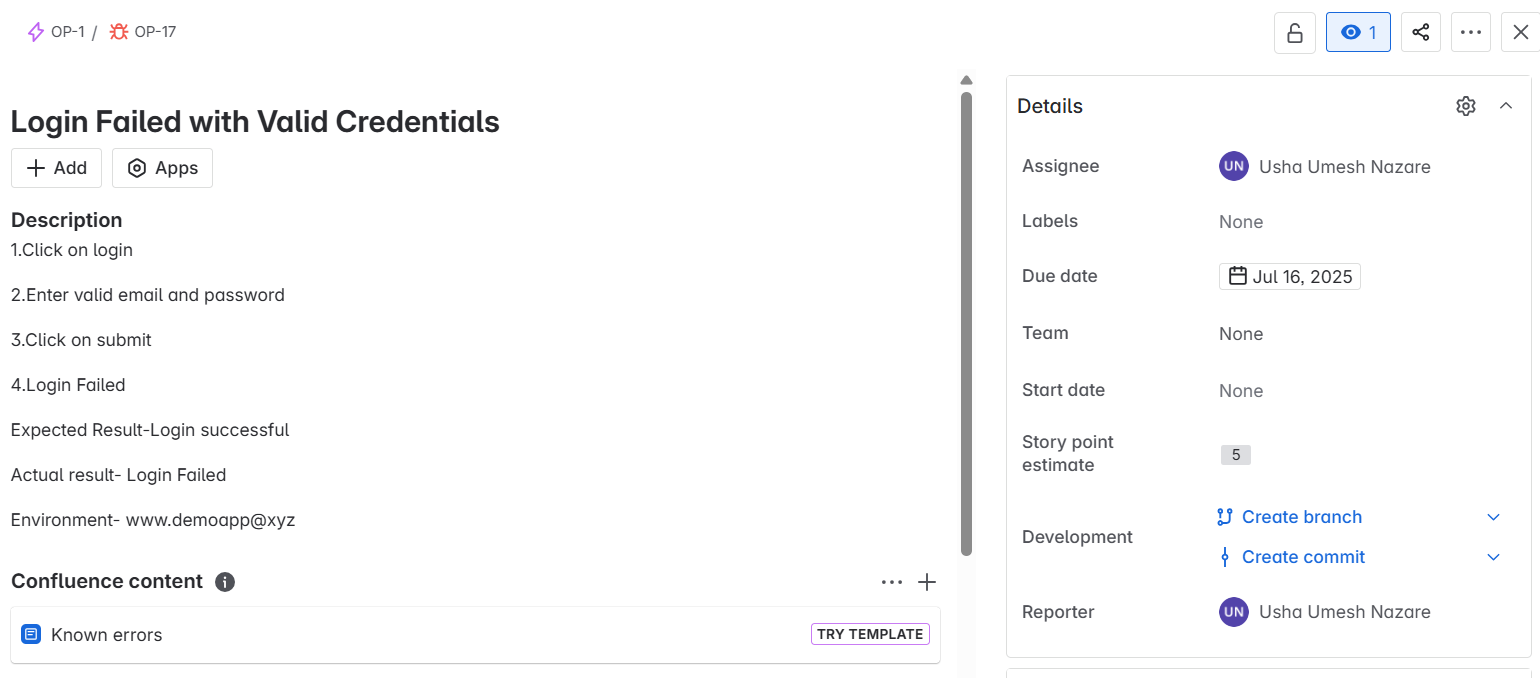 OP-1 / OP-17
1
Login Failed with Valid Credentials
Add
Apps
Description
1.Click on login
2.Enter valid email and password
3.Click on submit
4.Login Failed
Expected Result-Login successful
Actual result- Login Failed
Environment- www.demoapp@xyz
Confluence content
Known errors
TRY TEMPLATE
Details
Assignee
UN Usha Umesh Nazare
Labels
None
Due date
Jul 16, 2025
Team
None
Start date
None
Story point
estimate
5
Development
Create branch
Create commit
Reporter
UN Usha Umesh Nazare